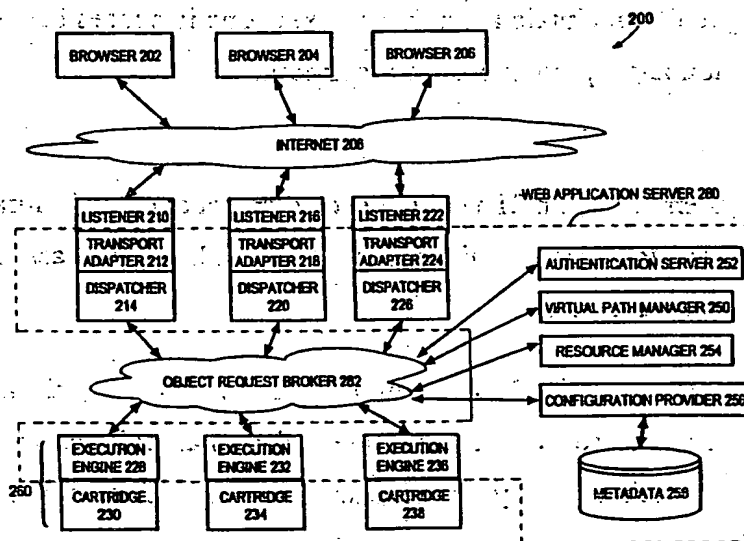 200
BROWSER 202
BROWSER 204
BROWSER 206
INTERNET 208
WEB APPLICATION SERVER 280
LISTENER 210
LISTENER 216
LISTENER 222
TRANSPORT
ADAPTER 212
TRANSPORT
ADAPTER 218
TRANSPORT
ADAPTER 224
DISPATCHER
214
DISPATCHER
220
DISPATCHER
226
AUTHENTICATION SERVER 252
VIRTUAL PATH MANAGER 250
RESOURCE MANAGER 254
CONFIGURATION PROVIDER 256
OBJECT REQUEST BROKER 282
EXECUTION
ENGINE 228
EXECUTION
ENGINE 232
EXECUTION
ENGINE 236
260
CARTRIDGE
230
CARTRIDGE
234
CARTRIDGE
238
METADATA 258